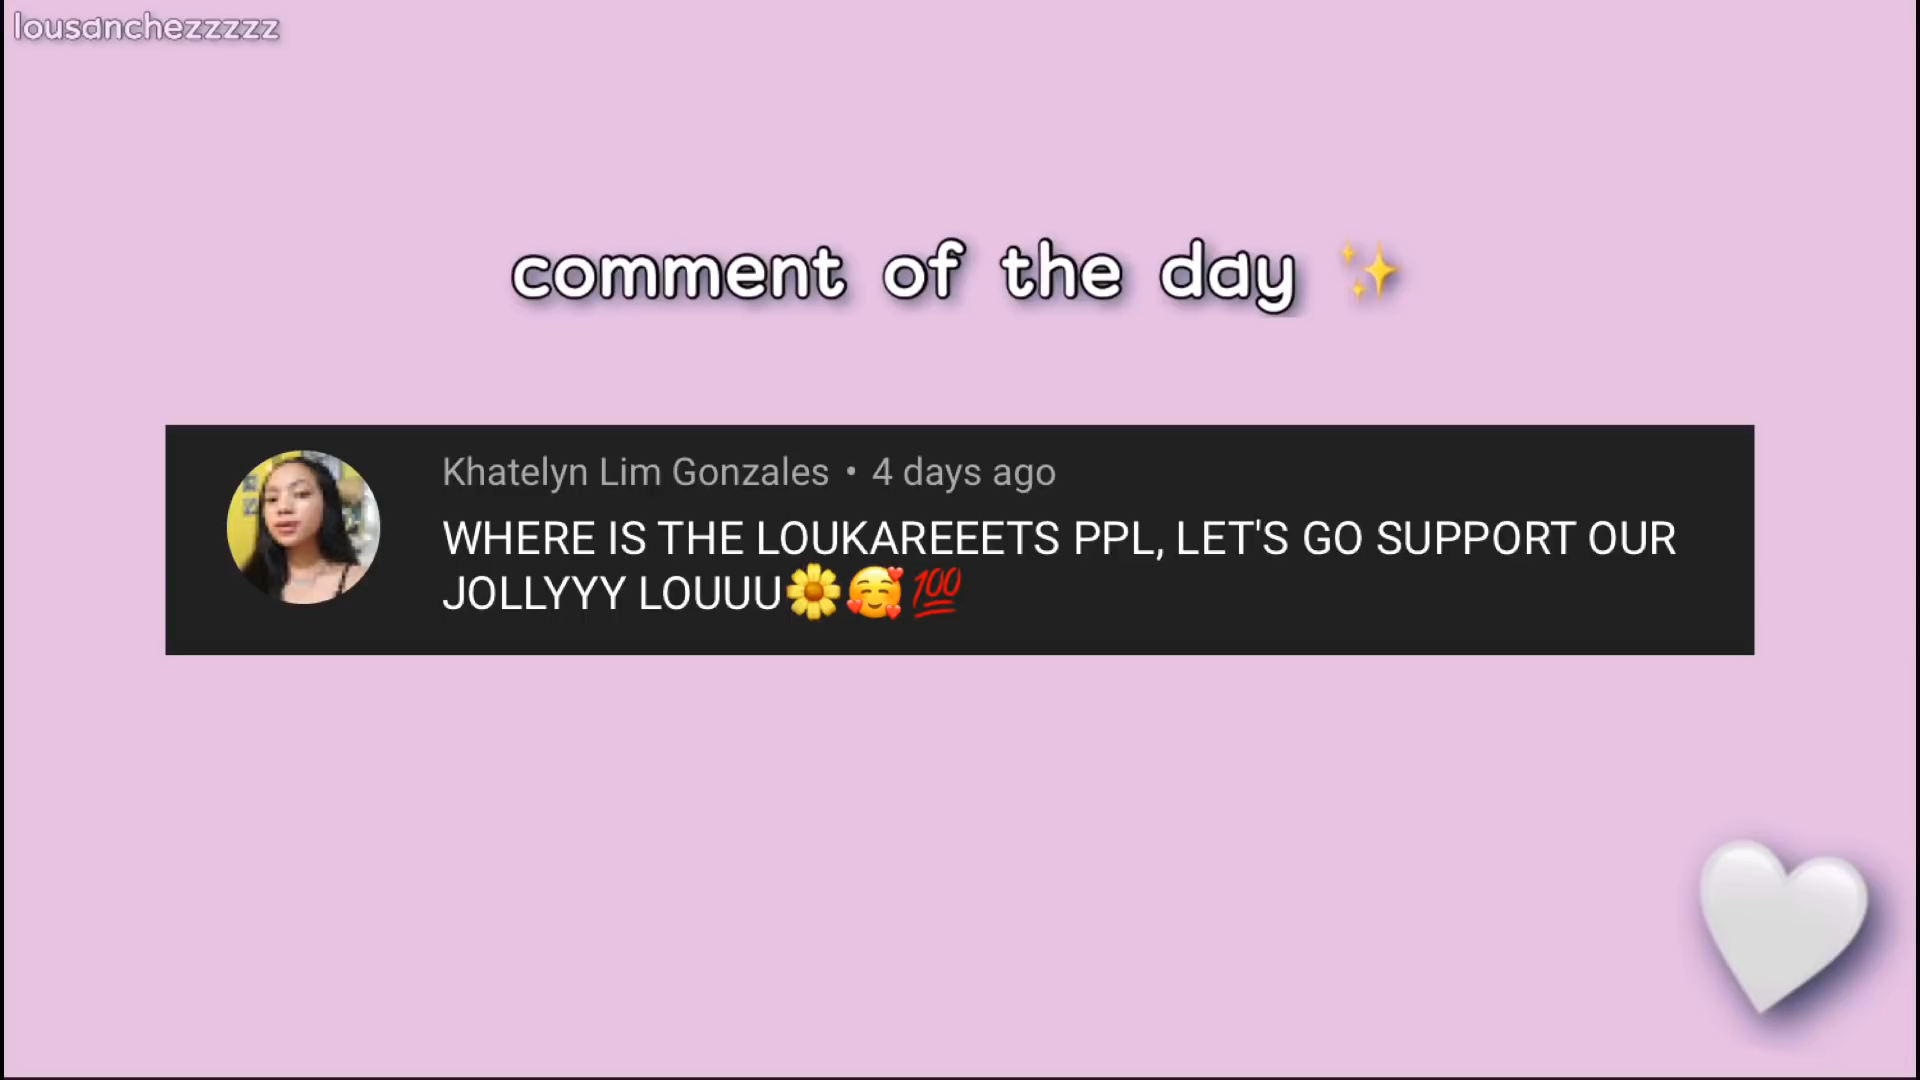 lousanchezzzzz
comment of the day ✨
Khatelyn Lim Gonzales • 4 days ago
WHERE IS THE LOUKAREEETS PPL, LET'S GO SUPPORT OUR
JOLLYYY LOUUU🌼🥰💯